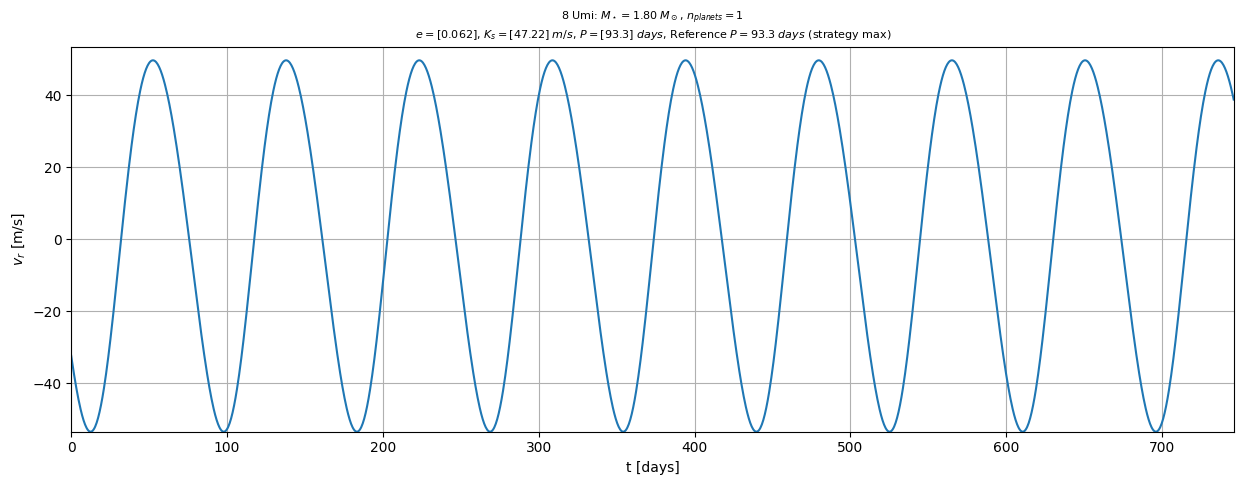 8 Umi: $M_\star = 1.80\ M_\odot$, $n_{planets} = 1$
$e = [0.062]$, $K_s = [47.22]\ m/s$, $P = [93.3]\ days$, Reference $P = 93.3\ days$ (strategy max)
40
20
0
−20
−40
$v_r$ [m/s]
0 100 200 300 400 500 600 700
t [days]